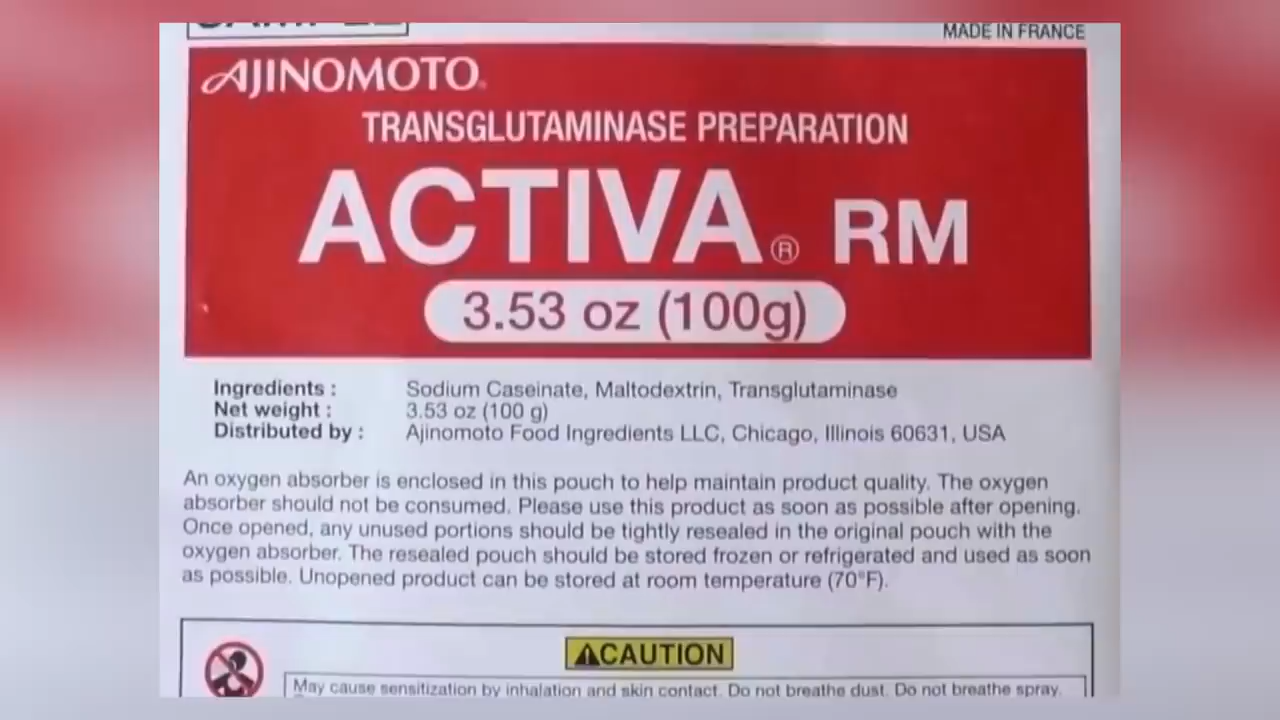 MADE IN FRANCE
AJINOMOTO®
TRANSGLUTAMINASE PREPARATION
ACTIVA® RM
3.53 oz (100g)
Ingredients : Sodium Caseinate, Maltodextrin, Transglutaminase
Net weight : 3.53 oz (100 g)
Distributed by : Ajinomoto Food Ingredients LLC, Chicago, Illinois 60631, USA
An oxygen absorber is enclosed in this pouch to help maintain product quality. The oxygen
absorber should not be consumed. Please use this product as soon as possible after opening.
Once opened, any unused portions should be tightly resealed in the original pouch with the
oxygen absorber. The resealed pouch should be stored frozen or refrigerated and used as soon
as possible. Unopened product can be stored at room temperature (70°F).
CAUTION
May cause sensitization by inhalation and skin contact. Do not breathe dust. Do not breathe spray.